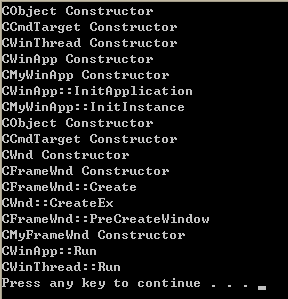 CObject Constructor
CCmdTarget Constructor
CWinThread Constructor
CWinApp Constructor
CMyWinApp Constructor
CWinApp::InitApplication
CMyWinApp::InitInstance
CObject Constructor
CCmdTarget Constructor
CWnd Constructor
CFrameWnd Constructor
CFrameWnd::Create
CWnd::CreateEx
CFrameWnd::PreCreateWindow
CMyFrameWnd Constructor
CWinApp::Run
CWinThread::Run
Press any key to continue . . . _